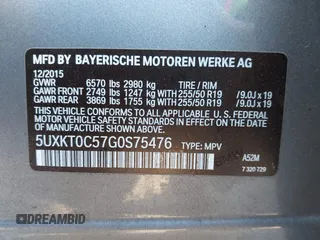 MFD BY BAYERISCHE MOTOREN WERKE AG
12/2015
GVWR 6570 lbs 2980 kg TIRE / RIM
GAWR FRONT 2749 lbs 1247 kg AT 255/50 R19 /9.0J x 19
GAWR REAR 3869 lbs 1755 kg AT 255/50 R19 /9.0J x 19
THIS VEHICLE CONFORMS TO ALL APPLICABLE
U.S. FEDERAL MOTOR VEHICLE SAFETY
STANDARDS IN EFFECT ON THE DATE OF
MANUFACTURE SHOWN ABOVE.
5UXKT0C57G0S75476 TYPE: MPV
A52M
7 320 729
DREAMBID